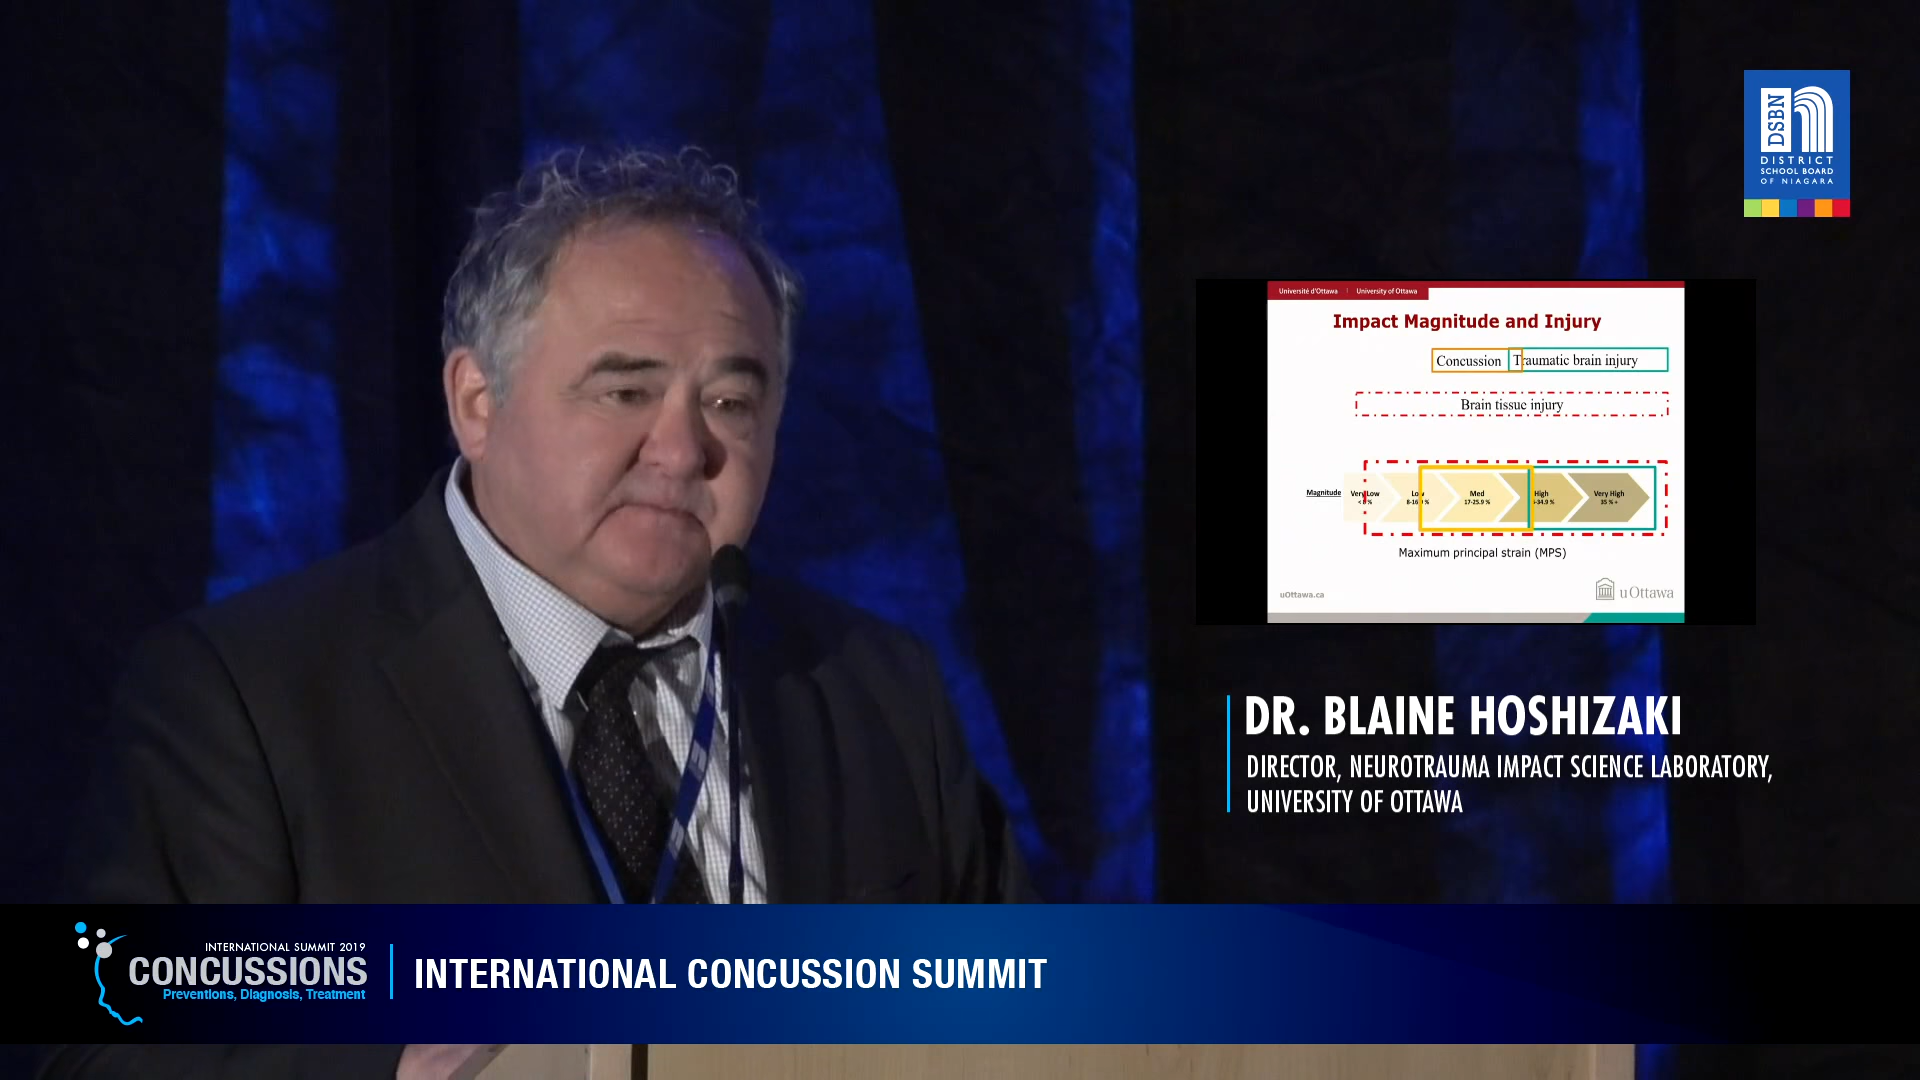 DSBN
DISTRICT
SCHOOL BOARD
OF NIAGARA
Université d'Ottawa | University of Ottawa
Impact Magnitude and Injury
Concussion Traumatic brain injury
Brain tissue injury
Magnitude Very Low Low Med High Very High
17-25.9 % 35 % +
Maximum principal strain (MPS)
uOttawa.ca
uOttawa
DR. BLAINE HOSHIZAKI
DIRECTOR, NEUROTRAUMA IMPACT SCIENCE LABORATORY,
UNIVERSITY OF OTTAWA
INTERNATIONAL SUMMIT 2019
CONCUSSIONS
Preventions, Diagnosis, Treatment
INTERNATIONAL CONCUSSION SUMMIT